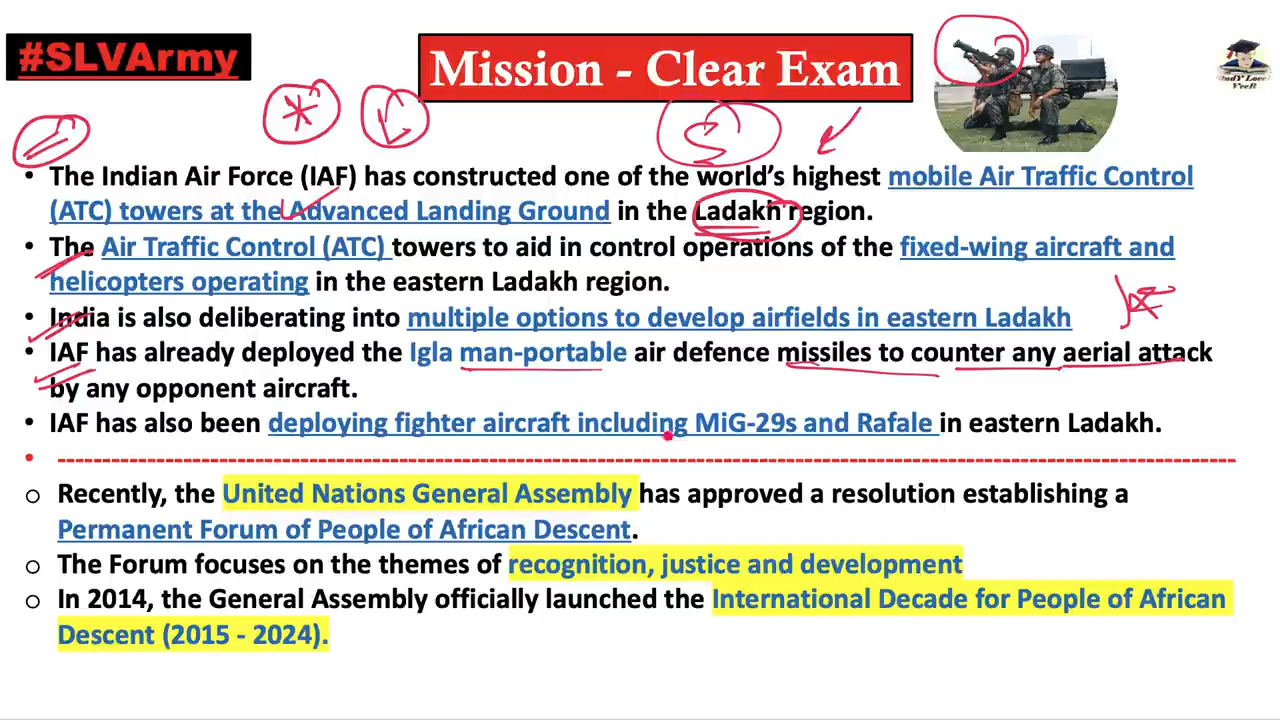 #SLVArmy
Mission - Clear Exam
StudY LoveR
VeeR
• The Indian Air Force (IAF) has constructed one of the world's highest mobile Air Traffic Control
(ATC) towers at the Advanced Landing Ground in the Ladakh region.
• The Air Traffic Control (ATC) towers to aid in control operations of the fixed-wing aircraft and
helicopters operating in the eastern Ladakh region.
• India is also deliberating into multiple options to develop airfields in eastern Ladakh
• IAF has already deployed the Igla man-portable air defence missiles to counter any aerial attack
by any opponent aircraft.
• IAF has also been deploying fighter aircraft including MiG-29s and Rafale in eastern Ladakh.
• ---------------------------------------------------------------------------
o Recently, the United Nations General Assembly has approved a resolution establishing a
Permanent Forum of People of African Descent.
o The Forum focuses on the themes of recognition, justice and development
o In 2014, the General Assembly officially launched the International Decade for People of African
Descent (2015 - 2024).